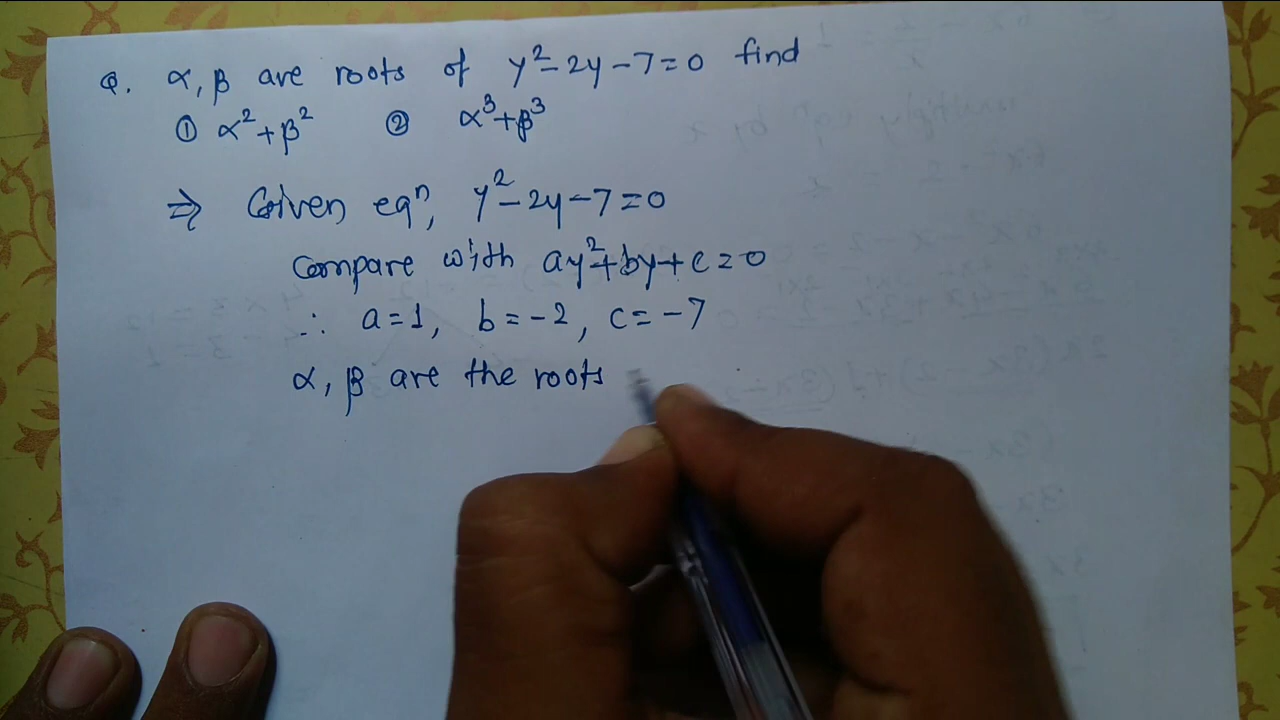 Q. α, β are roots of y²-2y-7=0 find
① α²+β² ② α³+β³
⇒ Given eqⁿ, y²-2y-7=0
compare with ay²+by+c=0
∴ a=1, b=-2, c=-7
α, β are the roots